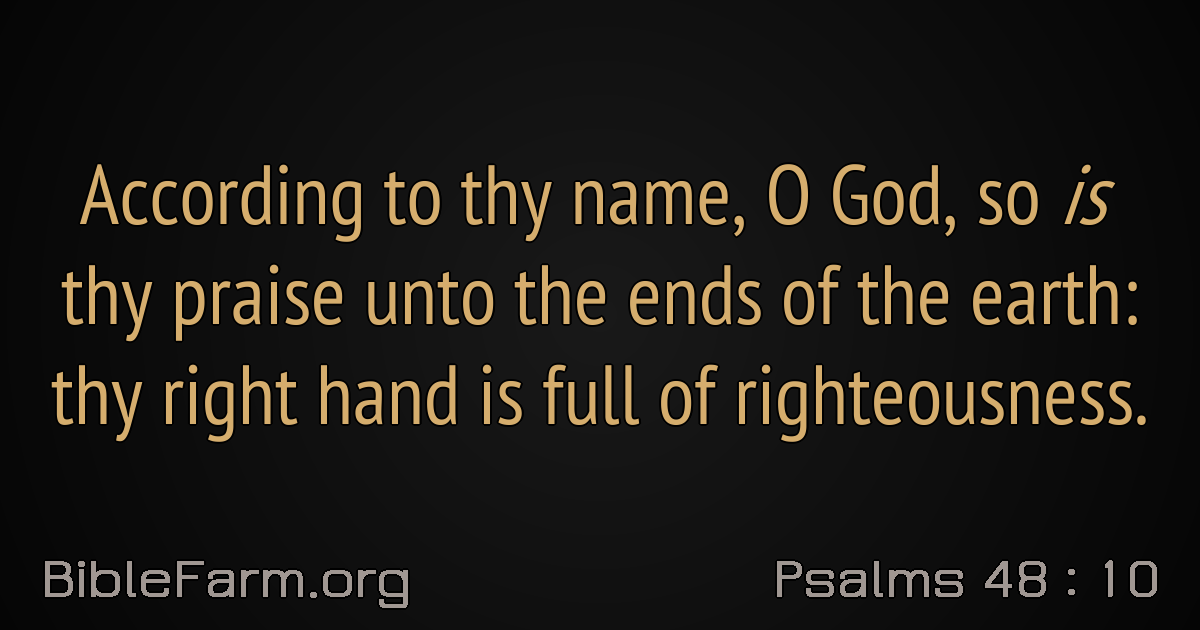 According to thy name, O God, so is
thy praise unto the ends of the earth:
thy right hand is full of righteousness.
BibleFarm.org
Psalms 48 : 10